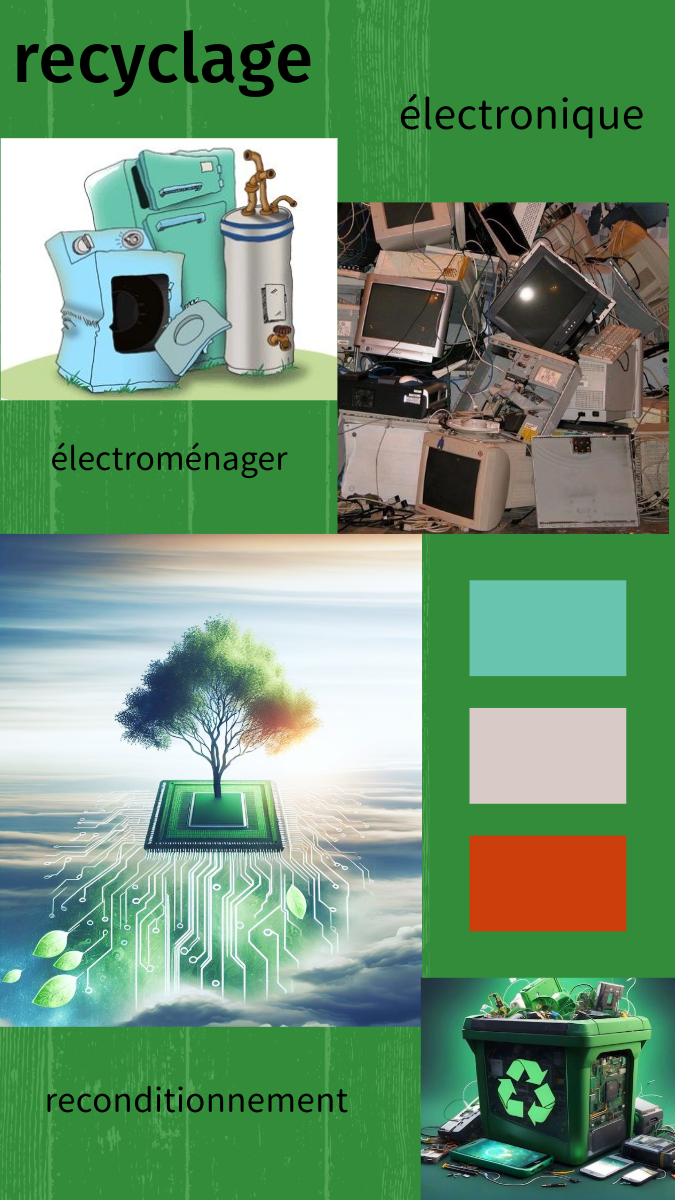 recyclage
électronique
électroménager
reconditionnement